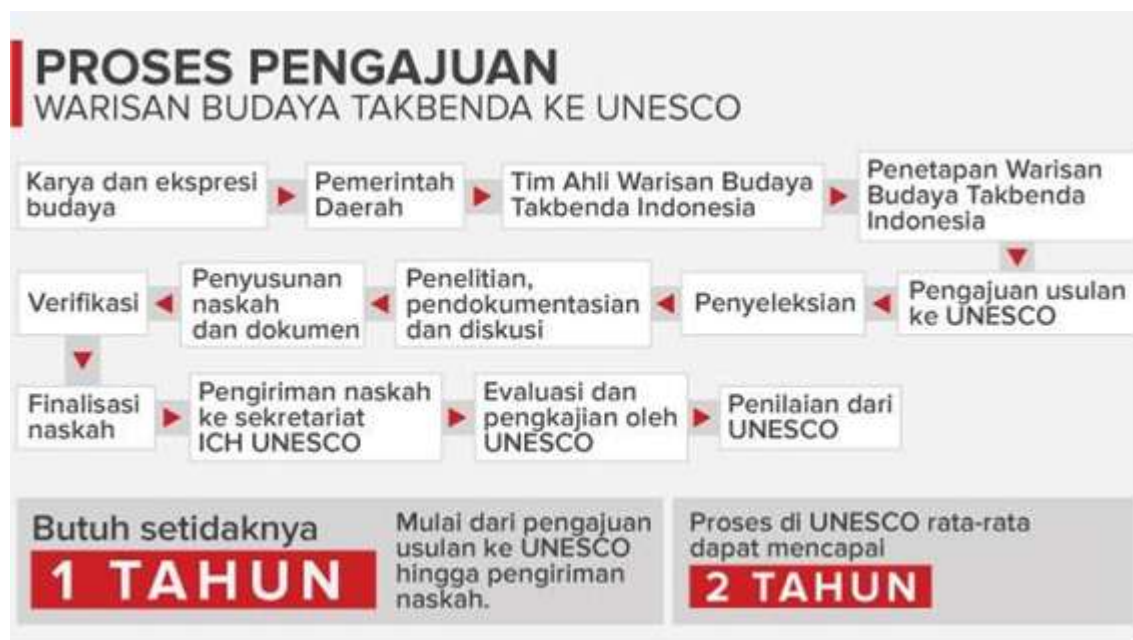 PROSES PENGAJUAN
WARISAN BUDAYA TAKBENDA KE UNESCO
Karya dan ekspresi
budaya
Pemerintah
Daerah
Tim Ahli Warisan Budaya
Takbenda Indonesia
Penetapan Warisan
Budaya Takbenda
Indonesia
Pengajuan usulan
ke UNESCO
Penyeleksian
Penelitian,
pendokumentasian
dan diskusi
Penyusunan
naskah
dan dokumen
Verifikasi
Finalisasi
naskah
Pengiriman naskah
ke sekretariat
ICH UNESCO
Evaluasi dan
pengkajian oleh
UNESCO
Penilaian dari
UNESCO
Butuh setidaknya
1 TAHUN
Mulai dari pengajuan
usulan ke UNESCO
hingga pengiriman
naskah.
Proses di UNESCO rata-rata
dapat mencapai
2 TAHUN